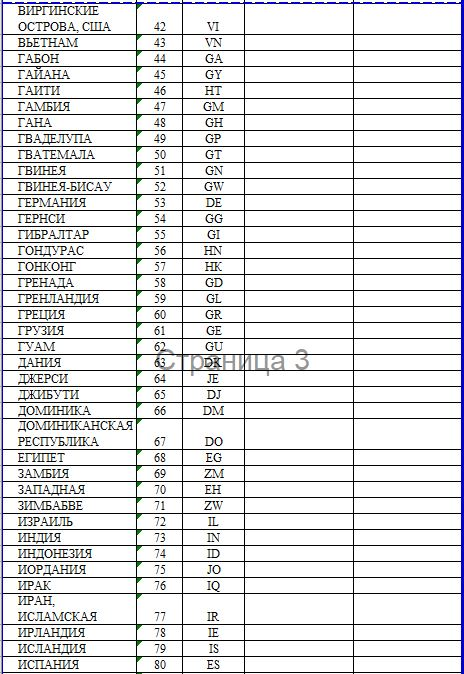 ВИРГИНСКИЕ
ОСТРОВА, США 42 VI
ВЬЕТНАМ 43 VN
ГАБОН 44 GA
ГАЙАНА 45 GY
ГАИТИ 46 HT
ГАМБИЯ 47 GM
ГАНА 48 GH
ГВАДЕЛУПА 49 GP
ГВАТЕМАЛА 50 GT
ГВИНЕЯ 51 GN
ГВИНЕЯ-БИСАУ 52 GW
ГЕРМАНИЯ 53 DE
ГЕРНСИ 54 GG
ГИБРАЛТАР 55 GI
ГОНДУРАС 56 HN
ГОНКОНГ 57 HK
ГРЕНАДА 58 GD
ГРЕНЛАНДИЯ 59 GL
ГРЕЦИЯ 60 GR
ГРУЗИЯ 61 GE
ГУАМ 62 GU
Страница 3
ДАНИЯ 63 DK
ДЖЕРСИ 64 JE
ДЖИБУТИ 65 DJ
ДОМИНИКА 66 DM
ДОМИНИКАНСКАЯ
РЕСПУБЛИКА 67 DO
ЕГИПЕТ 68 EG
ЗАМБИЯ 69 ZM
ЗАПАДНАЯ 70 EH
ЗИМБАБВЕ 71 ZW
ИЗРАИЛЬ 72 IL
ИНДИЯ 73 IN
ИНДОНЕЗИЯ 74 ID
ИОРДАНИЯ 75 JO
ИРАК 76 IQ
ИРАН,
ИСЛАМСКАЯ 77 IR
ИРЛАНДИЯ 78 IE
ИСЛАНДИЯ 79 IS
ИСПАНИЯ 80 ES